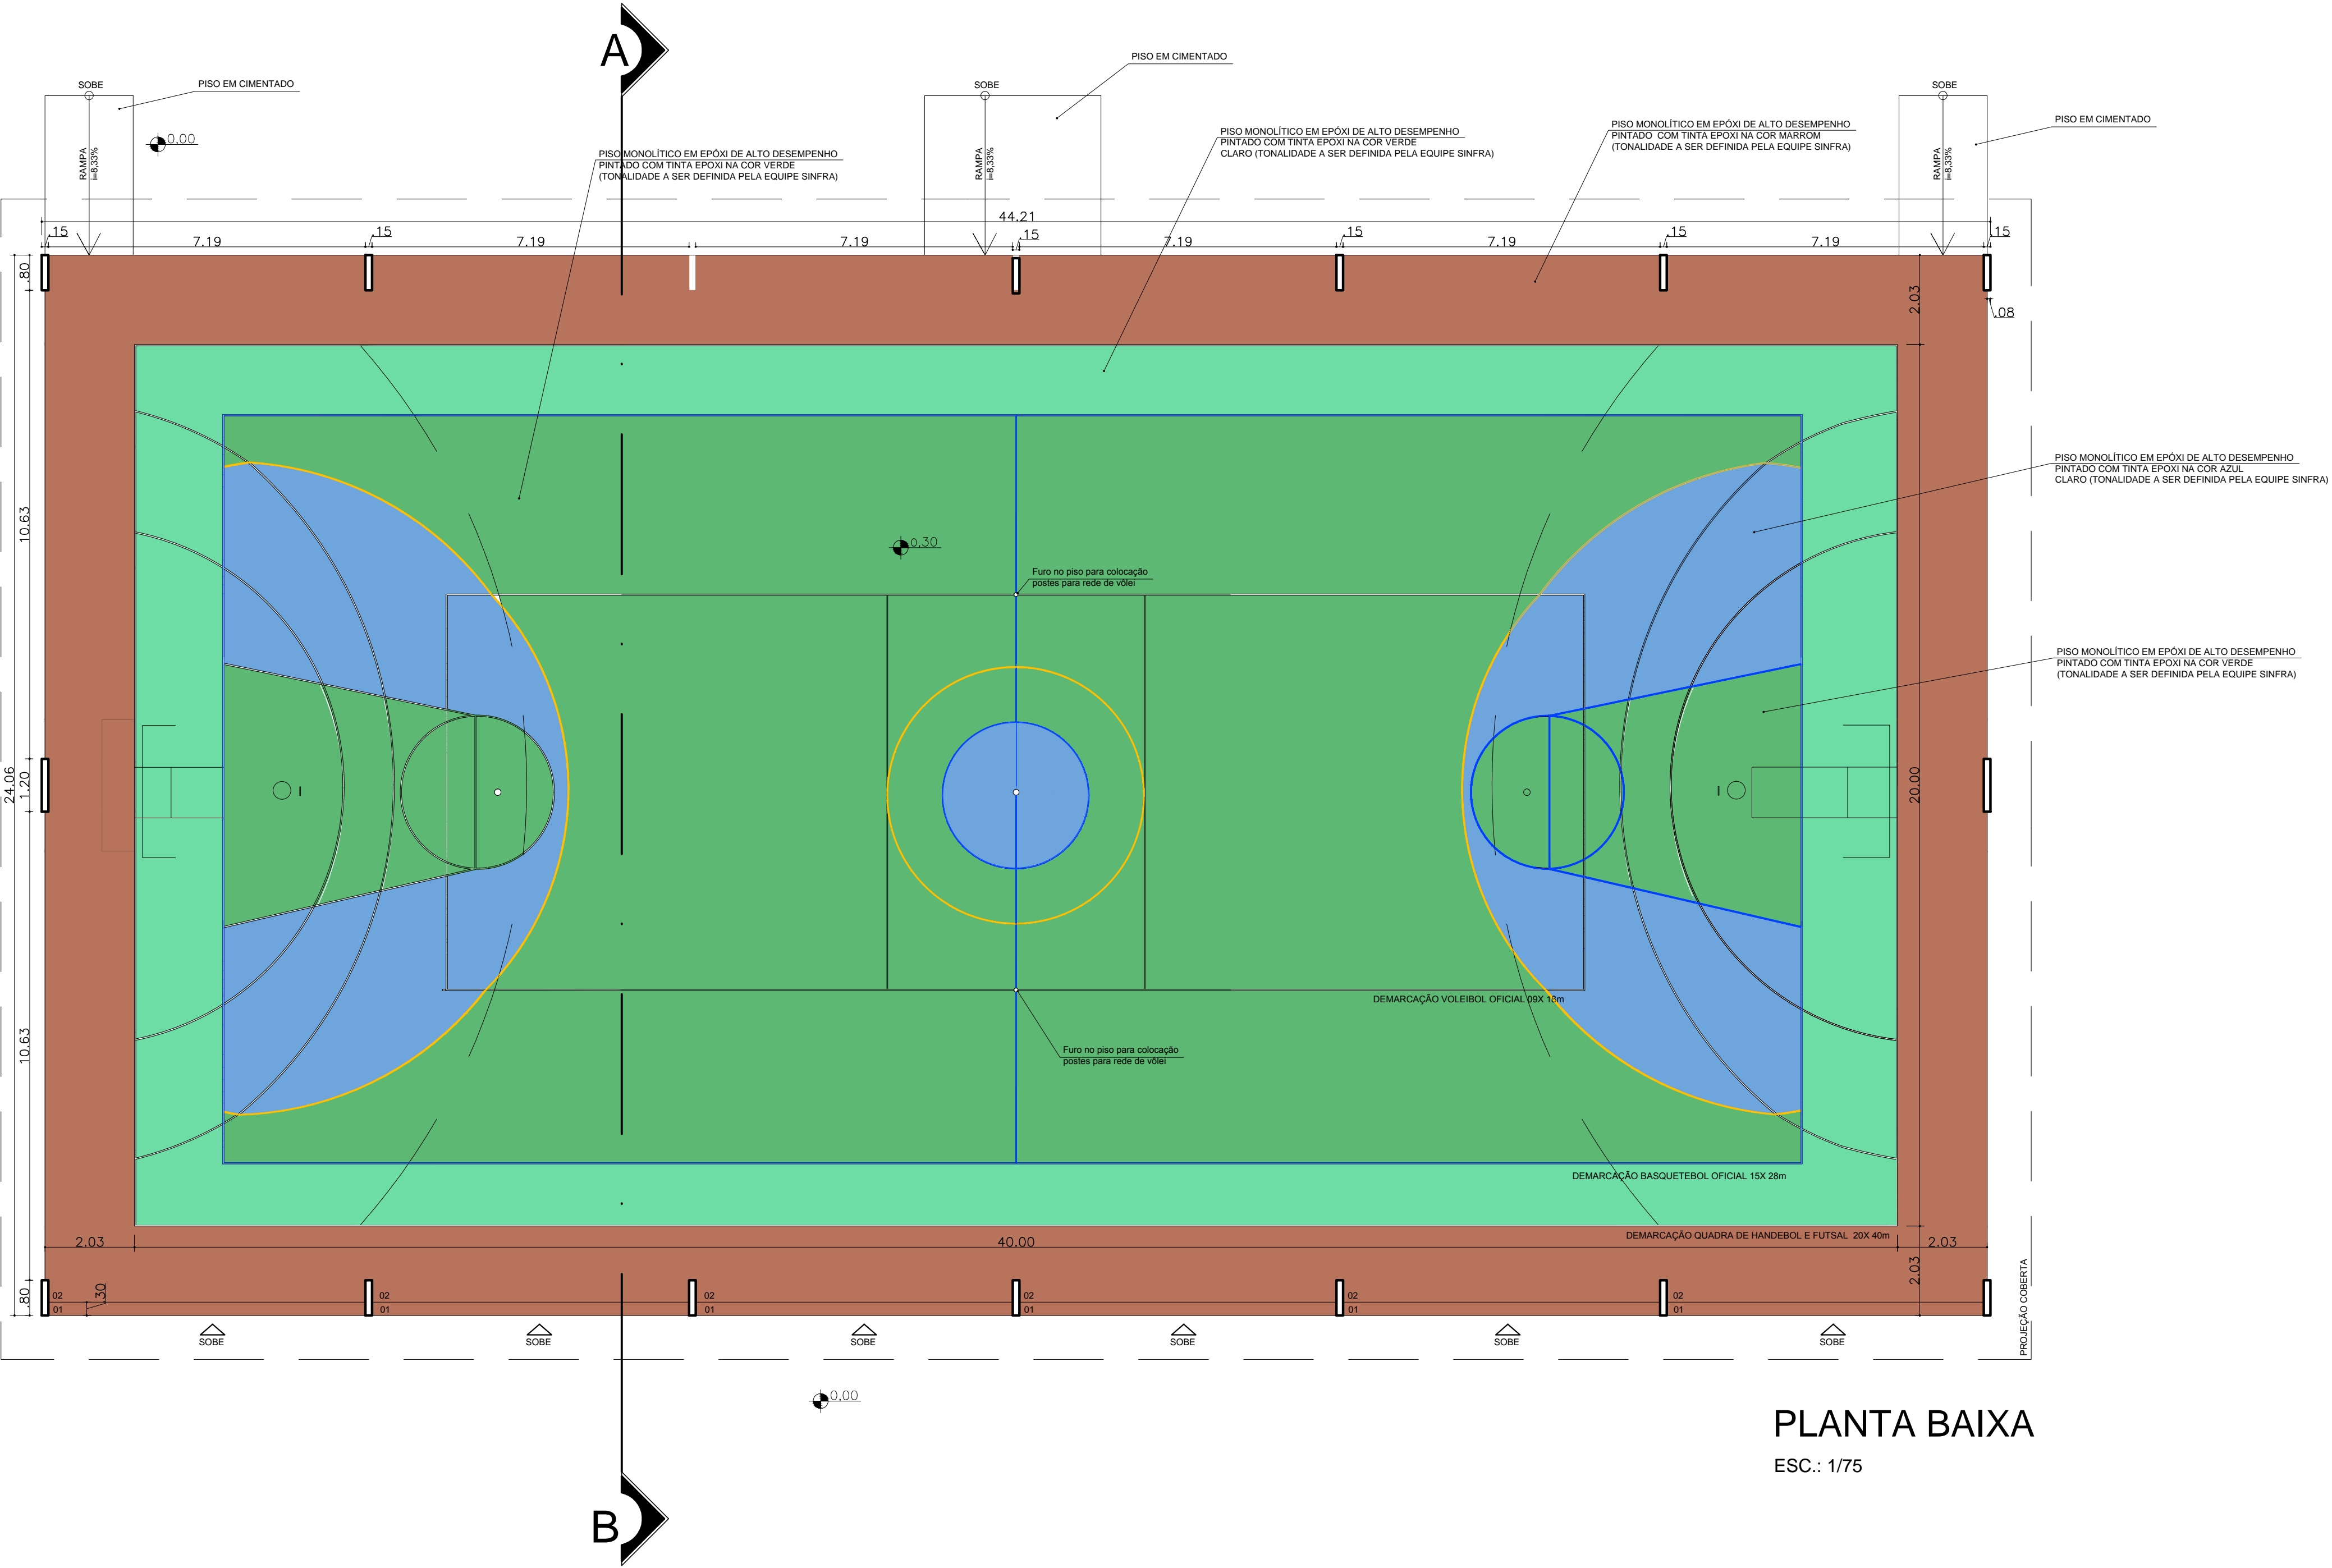 A
PISO EM CIMENTADO
SOBE
PISO EM CIMENTADO
SOBE
SOBE
PISO EM CIMENTADO
0,00
RAMPA
i=8,33%
RAMPA
i=8,33%
RAMPA
i=8,33%
PISO MONOLÍTICO EM EPÓXI DE ALTO DESEMPENHO
PINTADO COM TINTA EPOXI NA COR VERDE
(TONALIDADE A SER DEFINIDA PELA EQUIPE SINFRA)
PISO MONOLÍTICO EM EPÓXI DE ALTO DESEMPENHO
PINTADO COM TINTA EPOXI NA COR VERDE
CLARO (TONALIDADE A SER DEFINIDA PELA EQUIPE SINFRA)
PISO MONOLÍTICO EM EPÓXI DE ALTO DESEMPENHO
PINTADO COM TINTA EPOXI NA COR MARROM
(TONALIDADE A SER DEFINIDA PELA EQUIPE SINFRA)
44.21
.15
7.19
.15
7.19
7.19
.15
7.19
.15
7.19
.15
7.19
.15
.80
2.03
.08
PISO MONOLÍTICO EM EPÓXI DE ALTO DESEMPENHO
PINTADO COM TINTA EPOXI NA COR AZUL
CLARO (TONALIDADE A SER DEFINIDA PELA EQUIPE SINFRA)
10.63
0,30
Furo no piso para colocação
postes para rede de vôlei
PISO MONOLÍTICO EM EPÓXI DE ALTO DESEMPENHO
PINTADO COM TINTA EPOXI NA COR VERDE
(TONALIDADE A SER DEFINIDA PELA EQUIPE SINFRA)
24.06
1.20
20.00
DEMARCAÇÃO VOLEIBOL OFICIAL 09X 18m
10.63
Furo no piso para colocação
postes para rede de vôlei
DEMARCAÇÃO BASQUETEBOL OFICIAL 15X 28m
DEMARCAÇÃO QUADRA DE HANDEBOL E FUTSAL 20X 40m
2.03
40.00
2.03
2.03
.80
.30
02
01
02
01
02
01
02
01
02
01
02
01
PROJEÇÃO COBERTA
SOBE
SOBE
SOBE
SOBE
SOBE
SOBE
0,00
PLANTA BAIXA
ESC.: 1/75
B